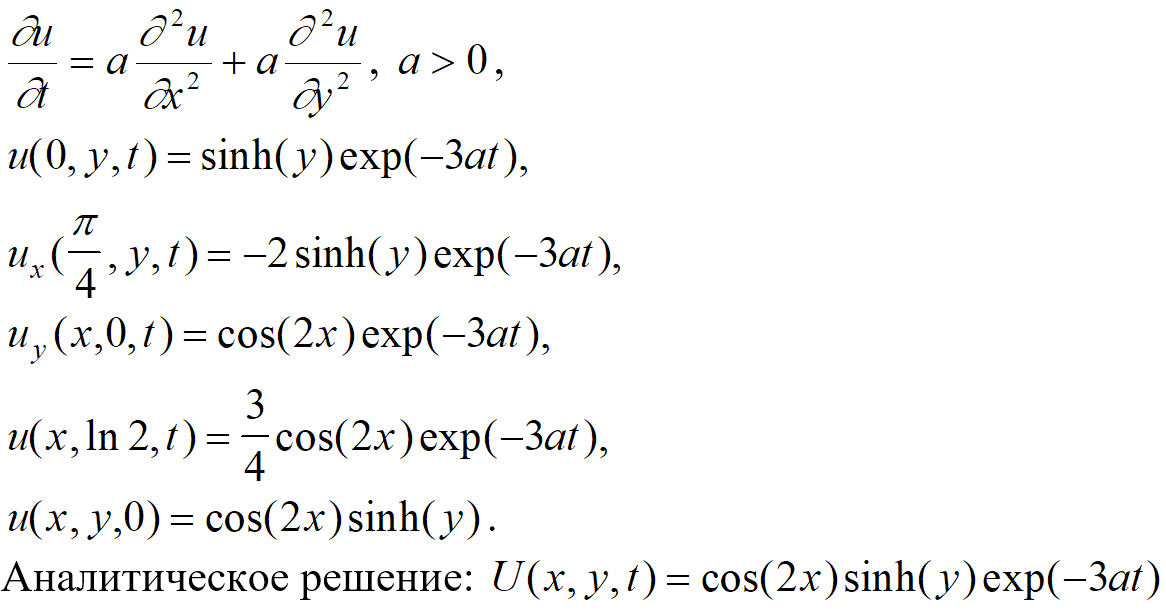 ∂u/∂t = a ∂²u/∂x² + a ∂²u/∂y², a > 0,
u(0, y, t) = sinh(y) exp(−3at),
uₓ(π/4, y, t) = −2 sinh(y) exp(−3at),
u_y(x,0, t) = cos(2x) exp(−3at),
u(x, ln 2, t) = 3/4 cos(2x) exp(−3at),
u(x, y,0) = cos(2x) sinh(y).
Аналитическое решение: U(x, y, t) = cos(2x) sinh(y) exp(−3at)